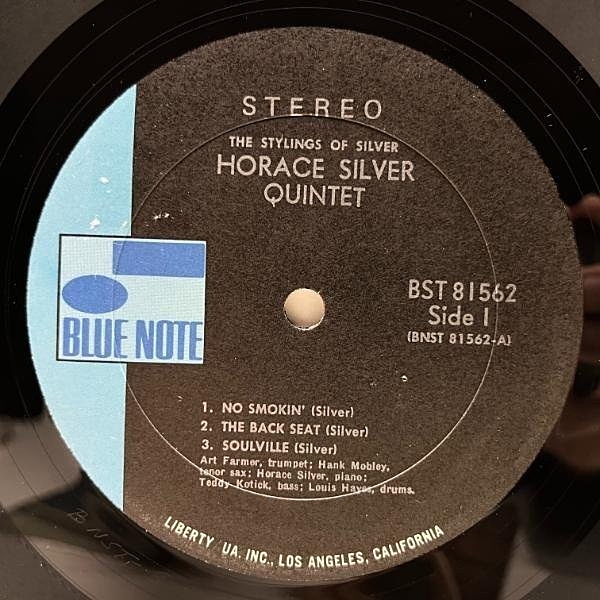 STEREO
THE STYLINGS OF SILVER
HORACE SILVER
QUINTET
BST 81562
Side 1
(BNST 81562-A)
BLUE NOTE
1. NO SMOKIN' (Silver)
2. THE BACK SEAT (Silver)
3. SOULVILLE (Silver)
Art Farmer, trumpet; Hank Mobley,
tenor sax; Horace Silver, piano;
Teddy Kotick, bass; Louis Hayes, drums.
LIBERTY UA, INC., LOS ANGELES, CALIFORNIA